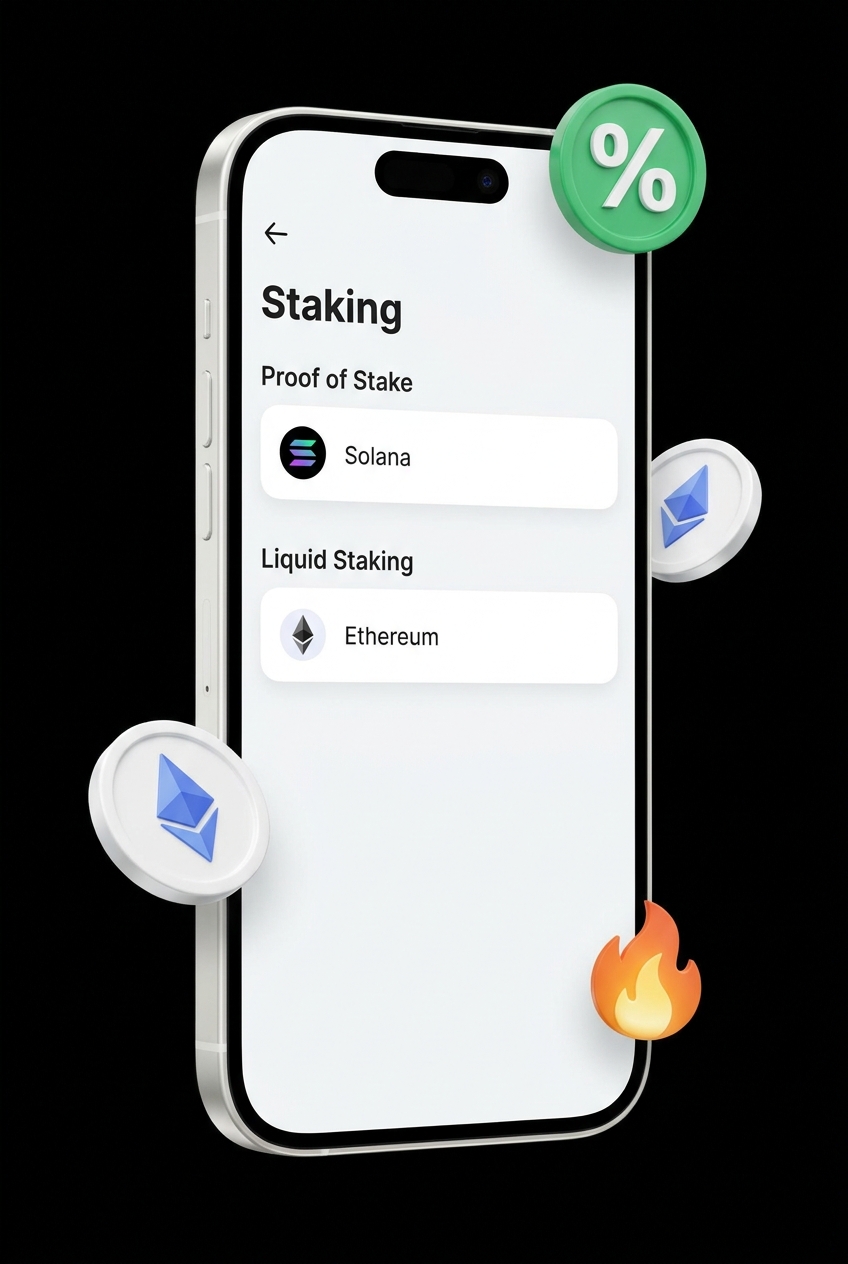 %
Staking
Proof of Stake
Solana
Liquid Staking
Ethereum